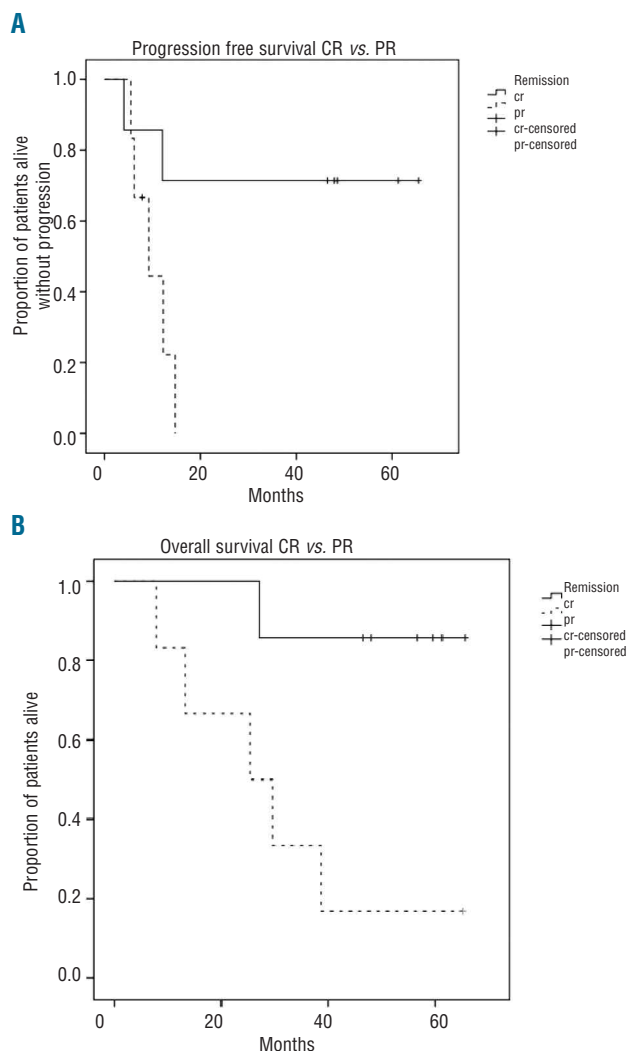 A
Progression free survival CR vs. PR
Proportion of patients alive
without progression
1.0
0.8
0.6
0.4
0.2
0.0
0 20 40 60
Months
Remission
cr
pr
cr-censored
pr-censored
B
Overall survival CR vs. PR
Proportion of patients alive
1.0
0.8
0.6
0.4
0.2
0.0
0 20 40 60
Months
Remission
cr
pr
cr-censored
pr-censored